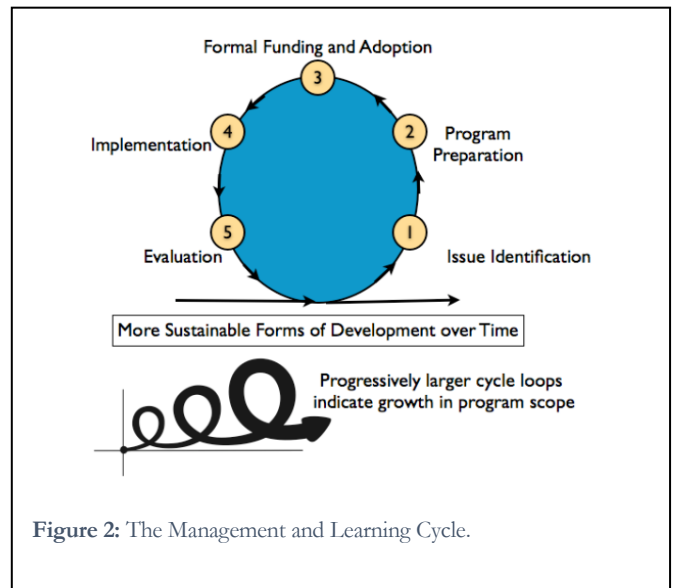 Formal Funding and Adoption
3
4
2
Implementation
Program
Preparation
5
1
Evaluation
Issue Identification
More Sustainable Forms of Development over Time
Progressively larger cycle loops
indicate growth in program scope
Figure 2: The Management and Learning Cycle.